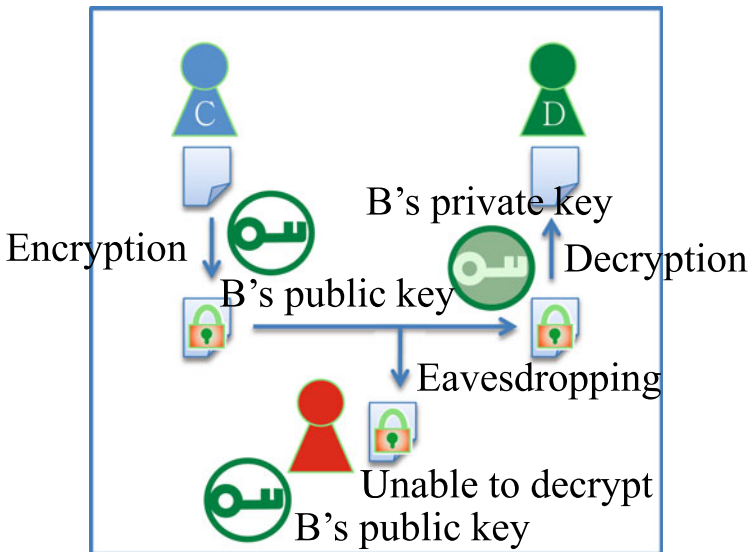 C
D
B’s private key
Encryption
Decryption
B’s public key
Eavesdropping
Unable to decrypt
B’s public key